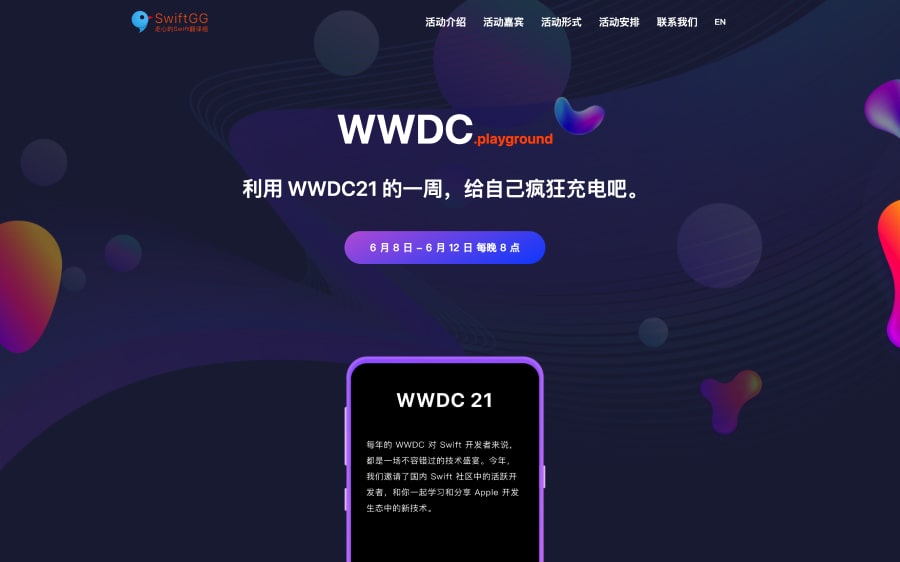 SwiftGG
走心的Swift翻译组
活动介绍 活动嘉宾 活动形式 活动安排 联系我们 EN
WWDC.playground
利用 WWDC21 的一周，给自己疯狂充电吧。
6 月 8 日 – 6 月 12 日 每晚 8 点
WWDC 21
每年的 WWDC 对 Swift 开发者来说，
都是一场不容错过的技术盛宴。今年，
我们邀请了国内 Swift 社区中的活跃开
发者，和你一起学习和分享 Apple 开发
生态中的新技术。